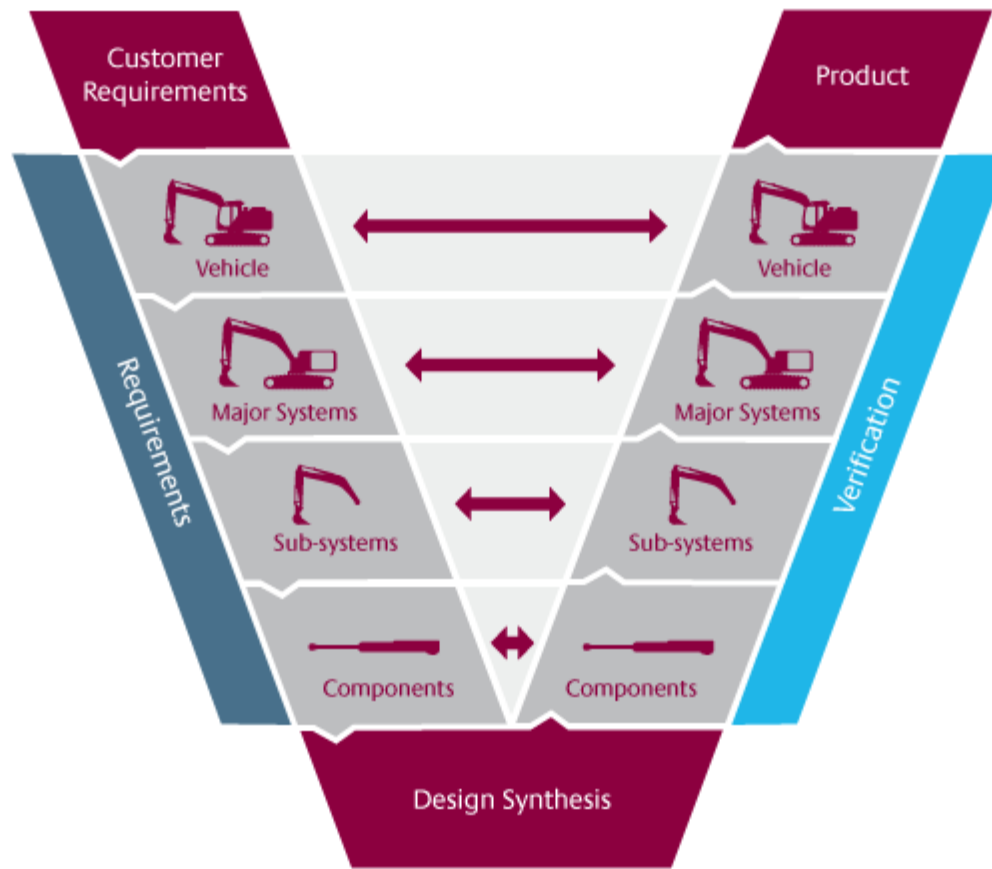 Customer
Requirements
Product
Vehicle
Vehicle
Major Systems
Major Systems
Sub-systems
Sub-systems
Components
Components
Requirements
Verification
Design Synthesis